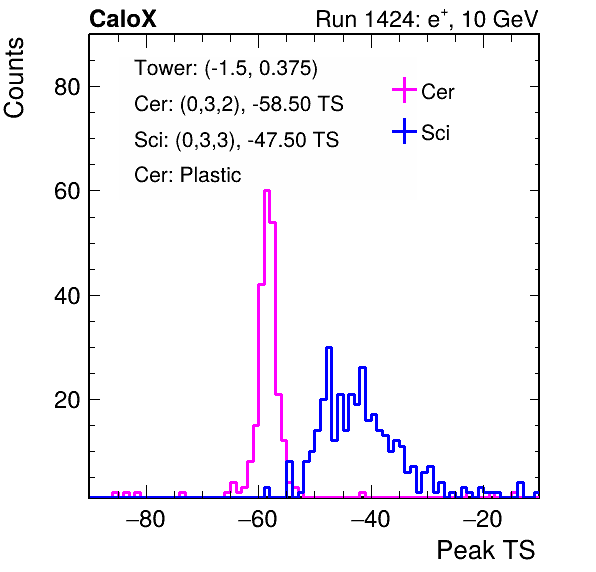 CaloX Run 1424: e⁺, 10 GeV
Counts
Tower: (-1.5, 0.375)
Cer: (0,3,2), -58.50 TS
Sci: (0,3,3), -47.50 TS
Cer: Plastic
Cer
Sci
80
60
40
20
−80 −60 −40 −20
Peak TS